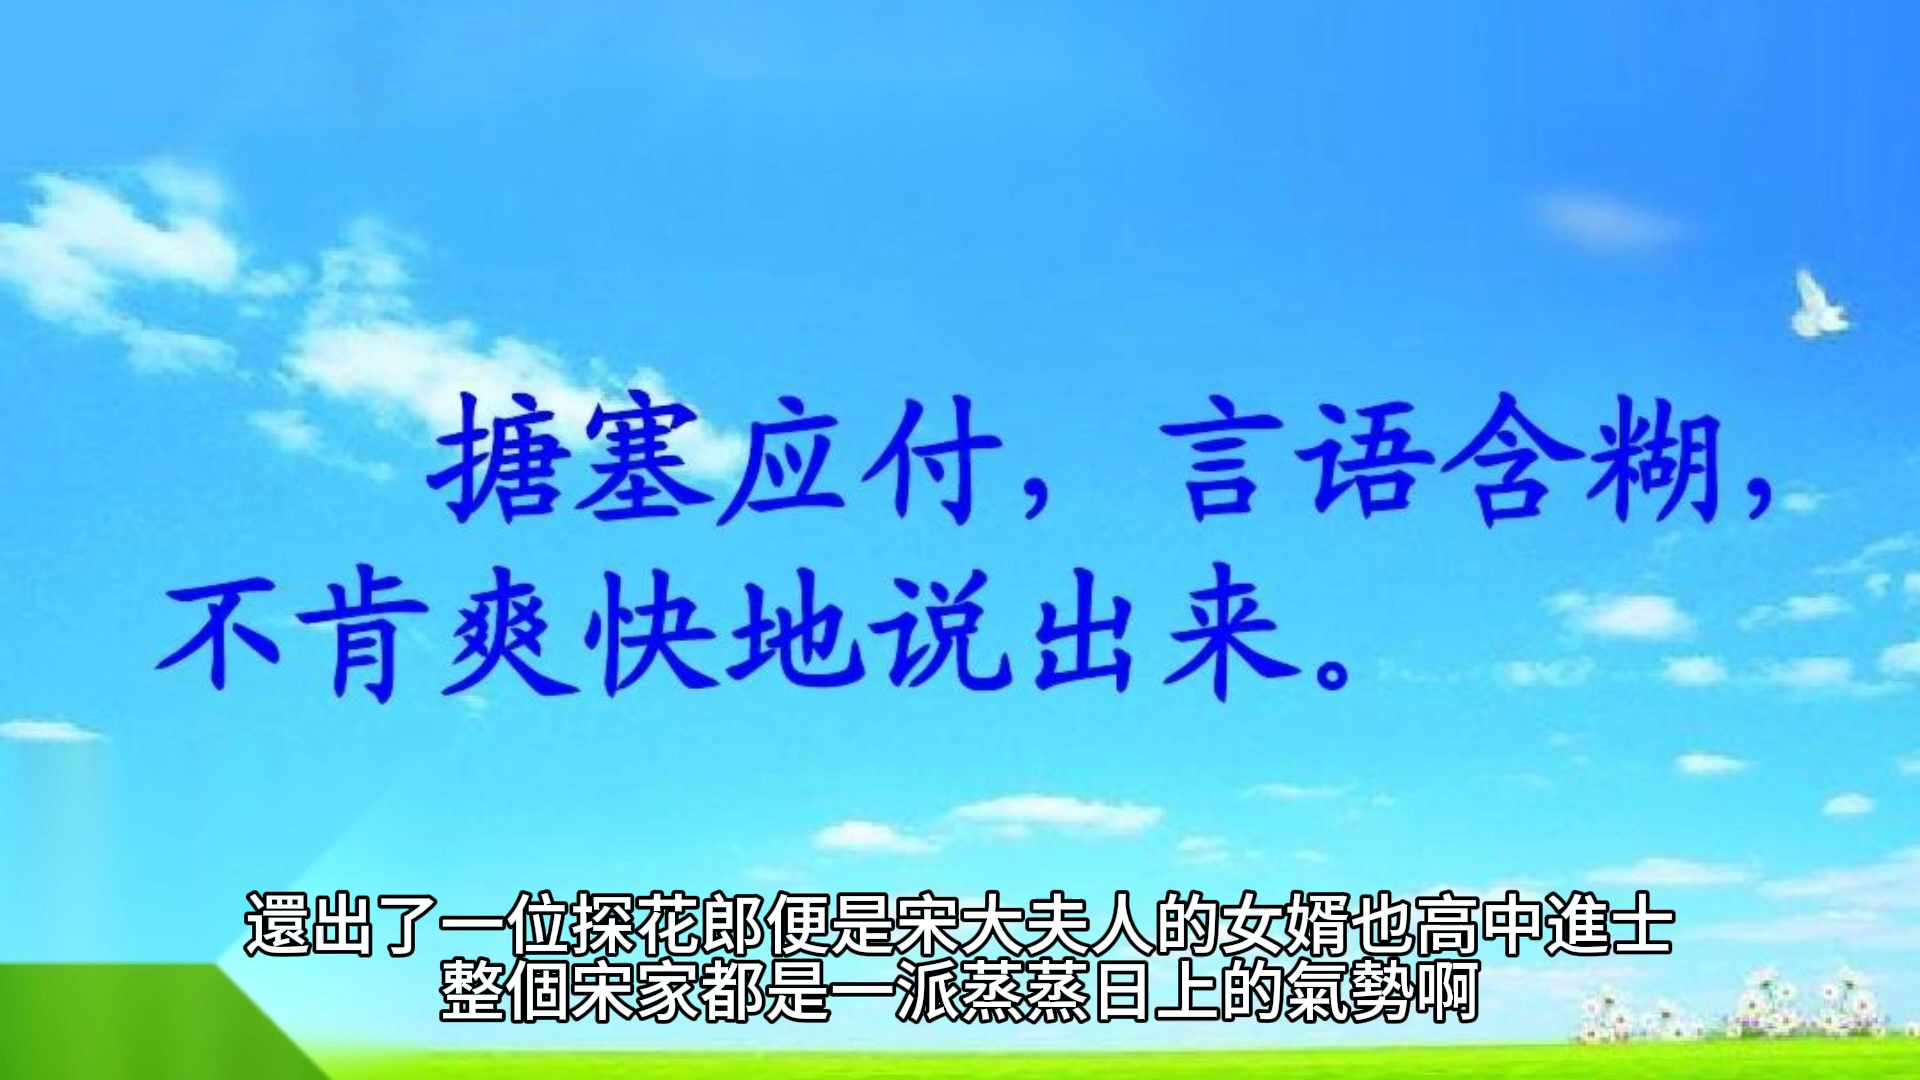 搪塞应付，言语含糊，
不肯爽快地说出来。
還出了一位探花郎便是宋大夫人的女婿也高中進士
整個宋家都是一派蒸蒸日上的氣勢啊